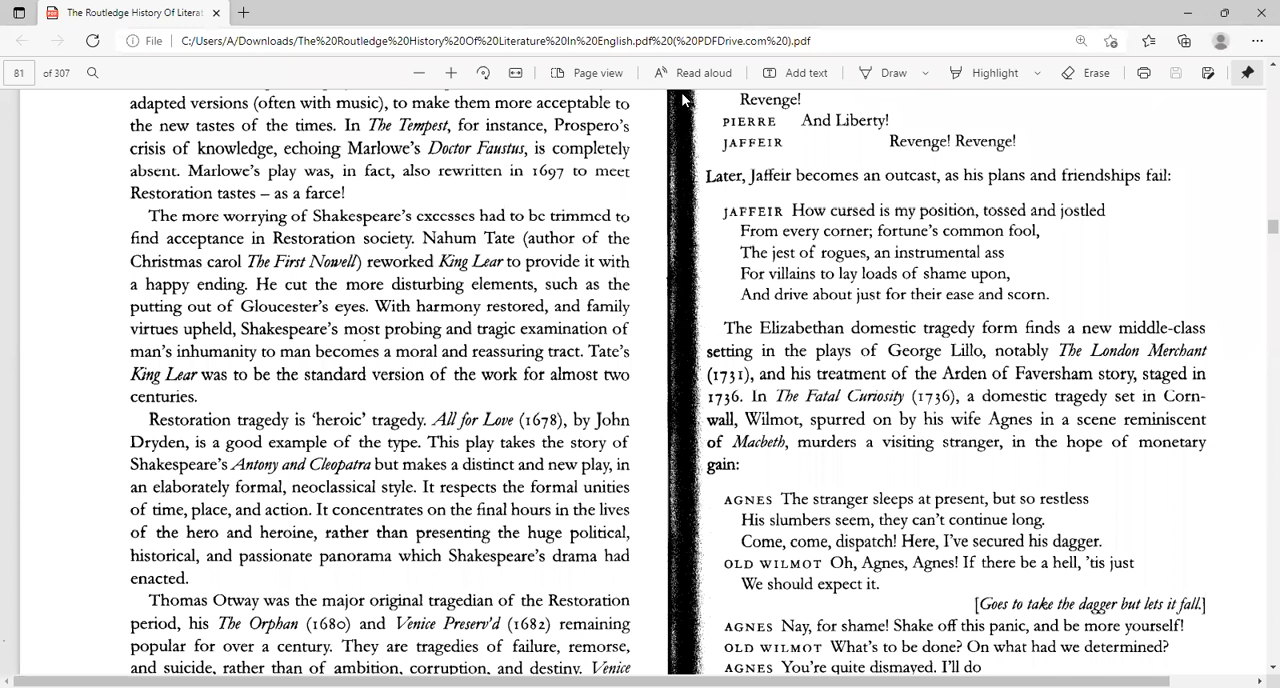 The Routledge History Of Literat
File
C:/Users/A/Downloads/The%20Routledge%20History%20Of%20Literature%20In%20English.pdf%20(%20PDFDrive.com%20).pdf
81 of 307
Page view
Read aloud
Add text
Draw
Highlight
Erase
adapted versions (often with music), to make them more acceptable to
the new tastes of the times. In The Tempest, for instance, Prospero's
crisis of knowledge, echoing Marlowe's Doctor Faustus, is completely
absent. Marlowe's play was, in fact, also rewritten in 1697 to meet
Restoration tastes – as a farce!
The more worrying of Shakespeare's excesses had to be trimmed to
find acceptance in Restoration society. Nahum Tate (author of the
Christmas carol The First Nowell) reworked King Lear to provide it with
a happy ending. He cut the more disturbing elements, such as the
putting out of Gloucester's eyes. With harmony restored, and family
virtues upheld, Shakespeare's most probing and tragic examination of
man's inhumanity to man becomes a moral and reassuring tract. Tate's
King Lear was to be the standard version of the work for almost two
centuries.
Restoration tragedy is 'heroic' tragedy. All for Love (1678), by John
Dryden, is a good example of the type. This play takes the story of
Shakespeare's Antony and Cleopatra but makes a distinct and new play, in
an elaborately formal, neoclassical style. It respects the formal unities
of time, place, and action. It concentrates on the final hours in the lives
of the hero and heroine, rather than presenting the huge political,
historical, and passionate panorama which Shakespeare's drama had
enacted.
Thomas Otway was the major original tragedian of the Restoration
period, his The Orphan (1680) and Venice Preserv'd (1682) remaining
popular for over a century. They are tragedies of failure, remorse,
and suicide, rather than of ambition, corruption, and destiny. Venice
Revenge!
PIERRE And Liberty!
JAFFEIR Revenge! Revenge!
Later, Jaffeir becomes an outcast, as his plans and friendships fail:
JAFFEIR How cursed is my position, tossed and jostled
From every corner; fortune's common fool,
The jest of rogues, an instrumental ass
For villains to lay loads of shame upon,
And drive about just for their ease and scorn.
The Elizabethan domestic tragedy form finds a new middle-class
setting in the plays of George Lillo, notably The London Merchant
(1731), and his treatment of the Arden of Faversham story, staged in
1736. In The Fatal Curiosity (1736), a domestic tragedy set in Corn-
wall, Wilmot, spurred on by his wife Agnes in a scene reminiscent
of Macbeth, murders a visiting stranger, in the hope of monetary
gain:
AGNES The stranger sleeps at present, but so restless
His slumbers seem, they can't continue long.
Come, come, dispatch! Here, I've secured his dagger.
OLD WILMOT Oh, Agnes, Agnes! If there be a hell, 'tis just
We should expect it.
[Goes to take the dagger but lets it fall.]
AGNES Nay, for shame! Shake off this panic, and be more yourself!
OLD WILMOT What's to be done? On what had we determined?
AGNES You're quite dismayed. I'll do